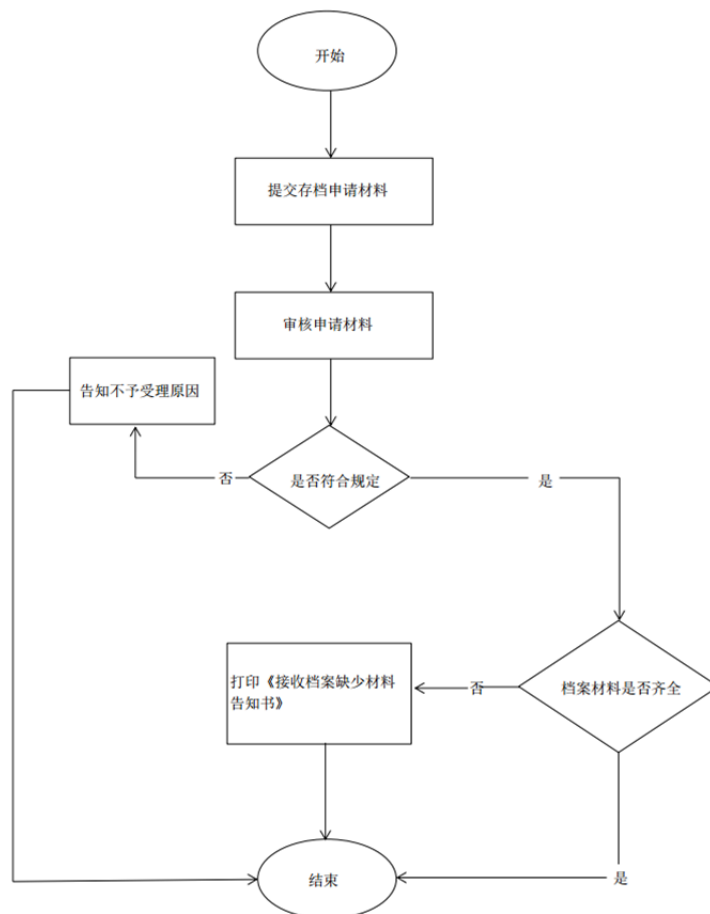 开始
提交存档申请材料
审核申请材料
告知不予受理原因
是否符合规定
否
是
打印《接收档案缺少材料
告知书》
否
档案材料是否齐全
结束
是